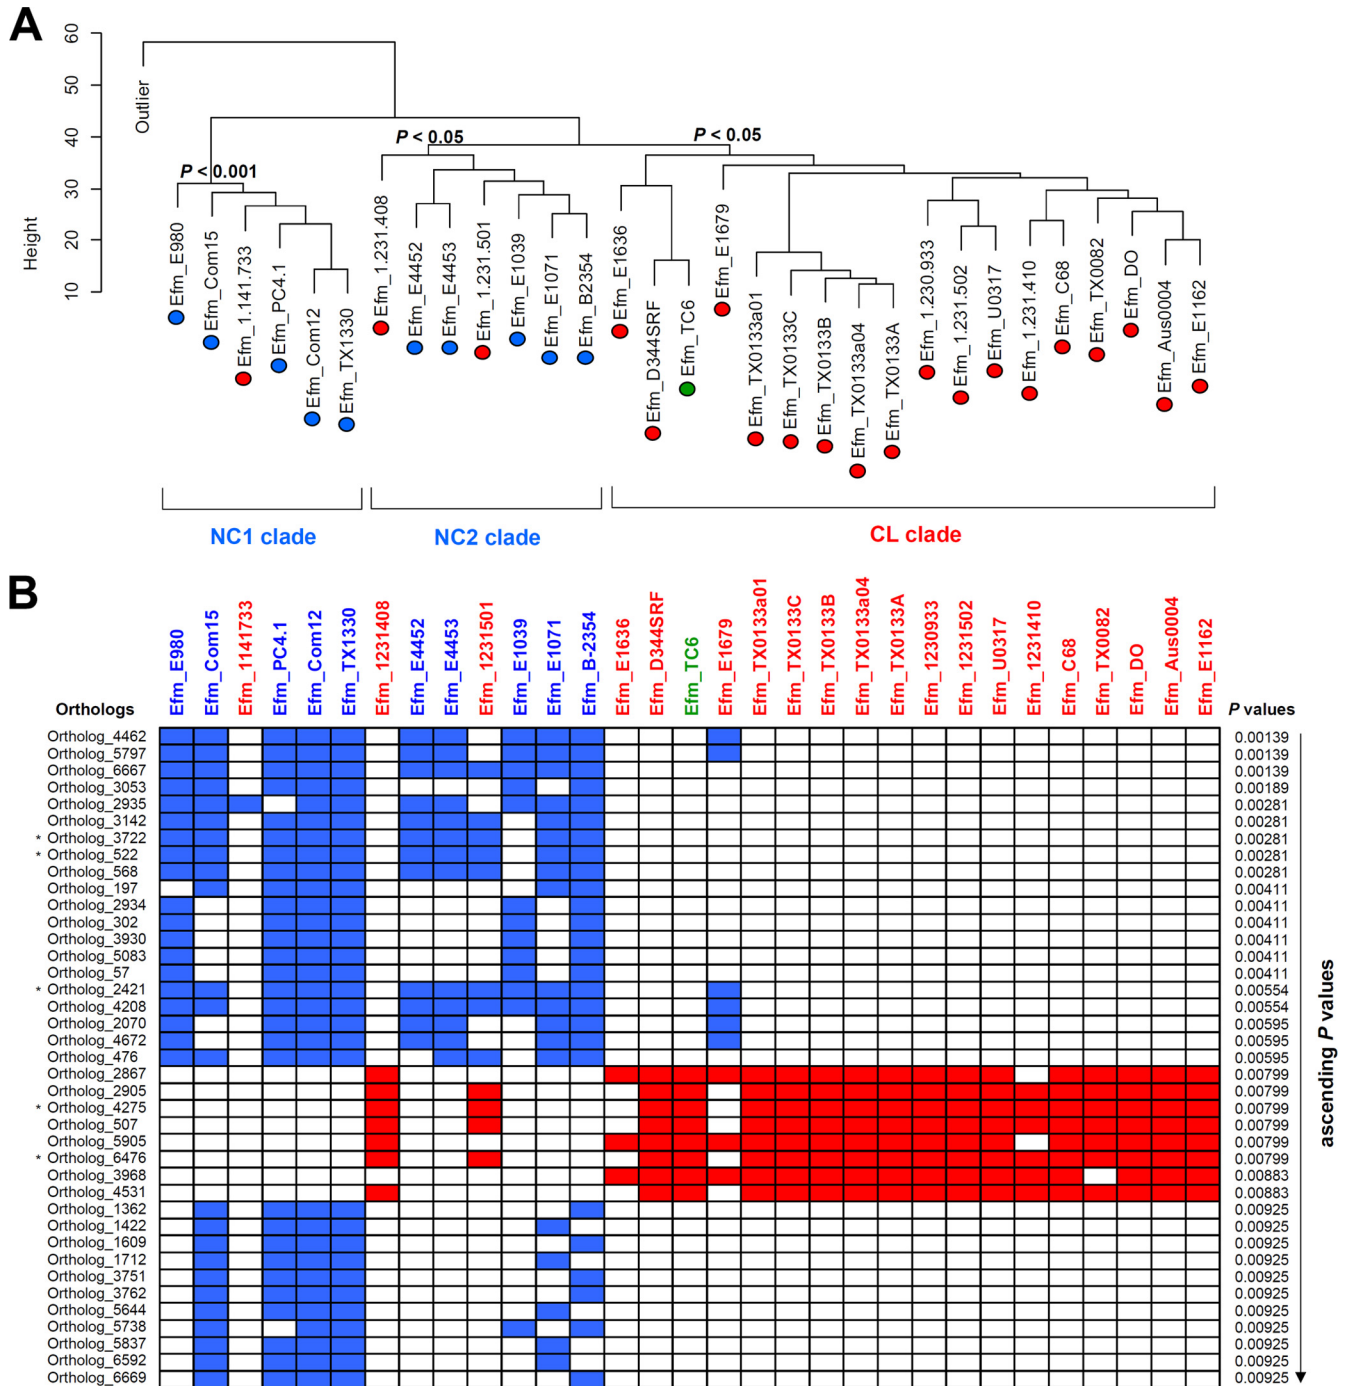 A
60
50
40
30
20
10
Height
Outlier
P < 0.001
P < 0.05
P < 0.05
Efm_E980
Efm_Com15
Efm_1.141.733
Efm_PC4.1
Efm_Com12
Efm_TX1330
Efm_1.231.408
Efm_E4452
Efm_E4453
Efm_1.231.501
Efm_E1039
Efm_E1071
Efm_B2354
Efm_E1636
Efm_D344SRF
Efm_TC6
Efm_E1679
Efm_TX0133a01
Efm_TX0133C
Efm_TX0133B
Efm_TX0133a04
Efm_TX0133A
Efm_1.230.933
Efm_1.231.502
Efm_U0317
Efm_1.231.410
Efm_C68
Efm_TX0082
Efm_DO
Efm_Aus0004
Efm_E1162
NC1 clade
NC2 clade
CL clade
B
Efm_E980
Efm_Com15
Efm_1141733
Efm_PC4.1
Efm_Com12
Efm_TX1330
Efm_1231408
Efm_E4452
Efm_E4453
Efm_1231501
Efm_E1039
Efm_E1071
Efm_B-2354
Efm_E1636
Efm_D344SRF
Efm_TC6
Efm_E1679
Efm_TX0133a01
Efm_TX0133C
Efm_TX0133B
Efm_TX0133a04
Efm_TX0133A
Efm_1230933
Efm_1231502
Efm_U0317
Efm_1231410
Efm_C68
Efm_TX0082
Efm_DO
Efm_Aus0004
Efm_E1162
Orthologs P values
Ortholog_4462 0.00139
Ortholog_5797 0.00139
Ortholog_6667 0.00139
Ortholog_3053 0.00189
Ortholog_2935 0.00281
Ortholog_3142 0.00281
* Ortholog_3722 0.00281
* Ortholog_522 0.00281
Ortholog_568 0.00281
Ortholog_197 0.00411
Ortholog_2934 0.00411
Ortholog_302 0.00411
Ortholog_3930 0.00411
Ortholog_5083 0.00411
Ortholog_57 0.00411
* Ortholog_2421 0.00554
Ortholog_4208 0.00554
Ortholog_2070 0.00595
Ortholog_4672 0.00595
Ortholog_476 0.00595
Ortholog_2867 0.00799
Ortholog_2905 0.00799
* Ortholog_4275 0.00799
Ortholog_507 0.00799
Ortholog_5905 0.00799
* Ortholog_6476 0.00799
Ortholog_3968 0.00883
Ortholog_4531 0.00883
Ortholog_1362 0.00925
Ortholog_1422 0.00925
Ortholog_1609 0.00925
Ortholog_1712 0.00925
Ortholog_3751 0.00925
Ortholog_3762 0.00925
Ortholog_5644 0.00925
Ortholog_5738 0.00925
Ortholog_5837 0.00925
Ortholog_6592 0.00925
Ortholog_6669 0.00925
ascending P values